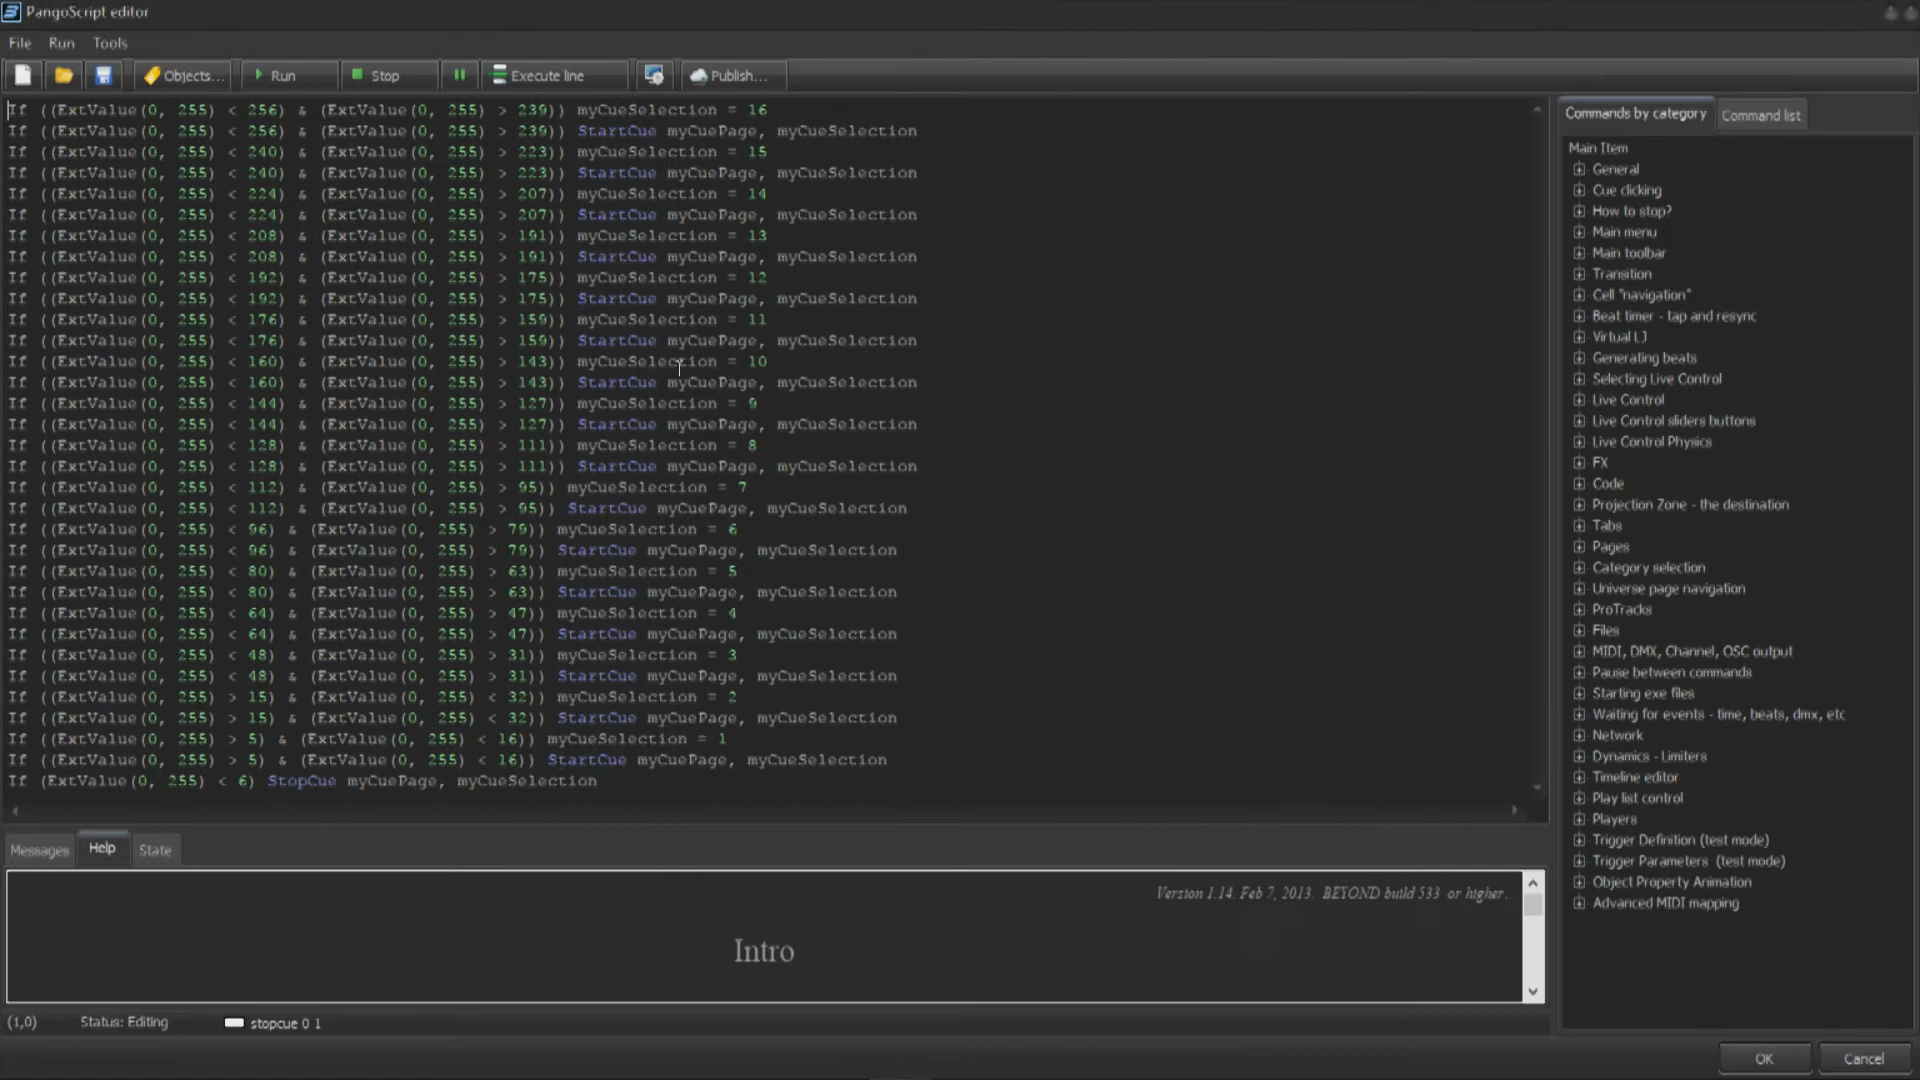 PangoScript editor
File Run Tools
Objects... Run Stop Execute line Publish...
If ((ExtValue(0, 255) < 256) & (ExtValue(0, 255) > 239)) myCueSelection = 16
If ((ExtValue(0, 255) < 256) & (ExtValue(0, 255) > 239)) StartCue myCuePage, myCueSelection
If ((ExtValue(0, 255) < 240) & (ExtValue(0, 255) > 223)) myCueSelection = 15
If ((ExtValue(0, 255) < 240) & (ExtValue(0, 255) > 223)) StartCue myCuePage, myCueSelection
If ((ExtValue(0, 255) < 224) & (ExtValue(0, 255) > 207)) myCueSelection = 14
If ((ExtValue(0, 255) < 224) & (ExtValue(0, 255) > 207)) StartCue myCuePage, myCueSelection
If ((ExtValue(0, 255) < 208) & (ExtValue(0, 255) > 191)) myCueSelection = 13
If ((ExtValue(0, 255) < 208) & (ExtValue(0, 255) > 191)) StartCue myCuePage, myCueSelection
If ((ExtValue(0, 255) < 192) & (ExtValue(0, 255) > 175)) myCueSelection = 12
If ((ExtValue(0, 255) < 192) & (ExtValue(0, 255) > 175)) StartCue myCuePage, myCueSelection
If ((ExtValue(0, 255) < 176) & (ExtValue(0, 255) > 159)) myCueSelection = 11
If ((ExtValue(0, 255) < 176) & (ExtValue(0, 255) > 159)) StartCue myCuePage, myCueSelection
If ((ExtValue(0, 255) < 160) & (ExtValue(0, 255) > 143)) myCueSelection = 10
If ((ExtValue(0, 255) < 160) & (ExtValue(0, 255) > 143)) StartCue myCuePage, myCueSelection
If ((ExtValue(0, 255) < 144) & (ExtValue(0, 255) > 127)) myCueSelection = 9
If ((ExtValue(0, 255) < 144) & (ExtValue(0, 255) > 127)) StartCue myCuePage, myCueSelection
If ((ExtValue(0, 255) < 128) & (ExtValue(0, 255) > 111)) myCueSelection = 8
If ((ExtValue(0, 255) < 128) & (ExtValue(0, 255) > 111)) StartCue myCuePage, myCueSelection
If ((ExtValue(0, 255) < 112) & (ExtValue(0, 255) > 95)) myCueSelection = 7
If ((ExtValue(0, 255) < 112) & (ExtValue(0, 255) > 95)) StartCue myCuePage, myCueSelection
If ((ExtValue(0, 255) < 96) & (ExtValue(0, 255) > 79)) myCueSelection = 6
If ((ExtValue(0, 255) < 96) & (ExtValue(0, 255) > 79)) StartCue myCuePage, myCueSelection
If ((ExtValue(0, 255) < 80) & (ExtValue(0, 255) > 63)) myCueSelection = 5
If ((ExtValue(0, 255) < 80) & (ExtValue(0, 255) > 63)) StartCue myCuePage, myCueSelection
If ((ExtValue(0, 255) < 64) & (ExtValue(0, 255) > 47)) myCueSelection = 4
If ((ExtValue(0, 255) < 64) & (ExtValue(0, 255) > 47)) StartCue myCuePage, myCueSelection
If ((ExtValue(0, 255) < 48) & (ExtValue(0, 255) > 31)) myCueSelection = 3
If ((ExtValue(0, 255) < 48) & (ExtValue(0, 255) > 31)) StartCue myCuePage, myCueSelection
If ((ExtValue(0, 255) > 15) & (ExtValue(0, 255) < 32)) myCueSelection = 2
If ((ExtValue(0, 255) > 15) & (ExtValue(0, 255) < 32)) StartCue myCuePage, myCueSelection
If ((ExtValue(0, 255) > 5) & (ExtValue(0, 255) < 16)) myCueSelection = 1
If ((ExtValue(0, 255) > 5) & (ExtValue(0, 255) < 16)) StartCue myCuePage, myCueSelection
If (ExtValue(0, 255) < 6) StopCue myCuePage, myCueSelection
Messages Help State
Version 1.14. Feb 7, 2013. BEYOND build 533 or higher.
Intro
(1,0) Status: Editing stopcue 0 1
Commands by category Command list
Main Item
General
Cue clicking
How to stop?
Main menu
Main toolbar
Transition
Cell "navigation"
Beat timer - tap and resync
Virtual LJ
Generating beats
Selecting Live Control
Live Control
Live Control sliders buttons
Live Control Physics
FX
Code
Projection Zone - the destination
Tabs
Pages
Category selection
Universe page navigation
ProTracks
Files
MIDI, DMX, Channel, OSC output
Pause between commands
Starting exe files
Waiting for events - time, beats, dmx, etc
Network
Dynamics - Limiters
Timeline editor
Play list control
Players
Trigger Definition (test mode)
Trigger Parameters (test mode)
Object Property Animation
Advanced MIDI mapping
OK Cancel